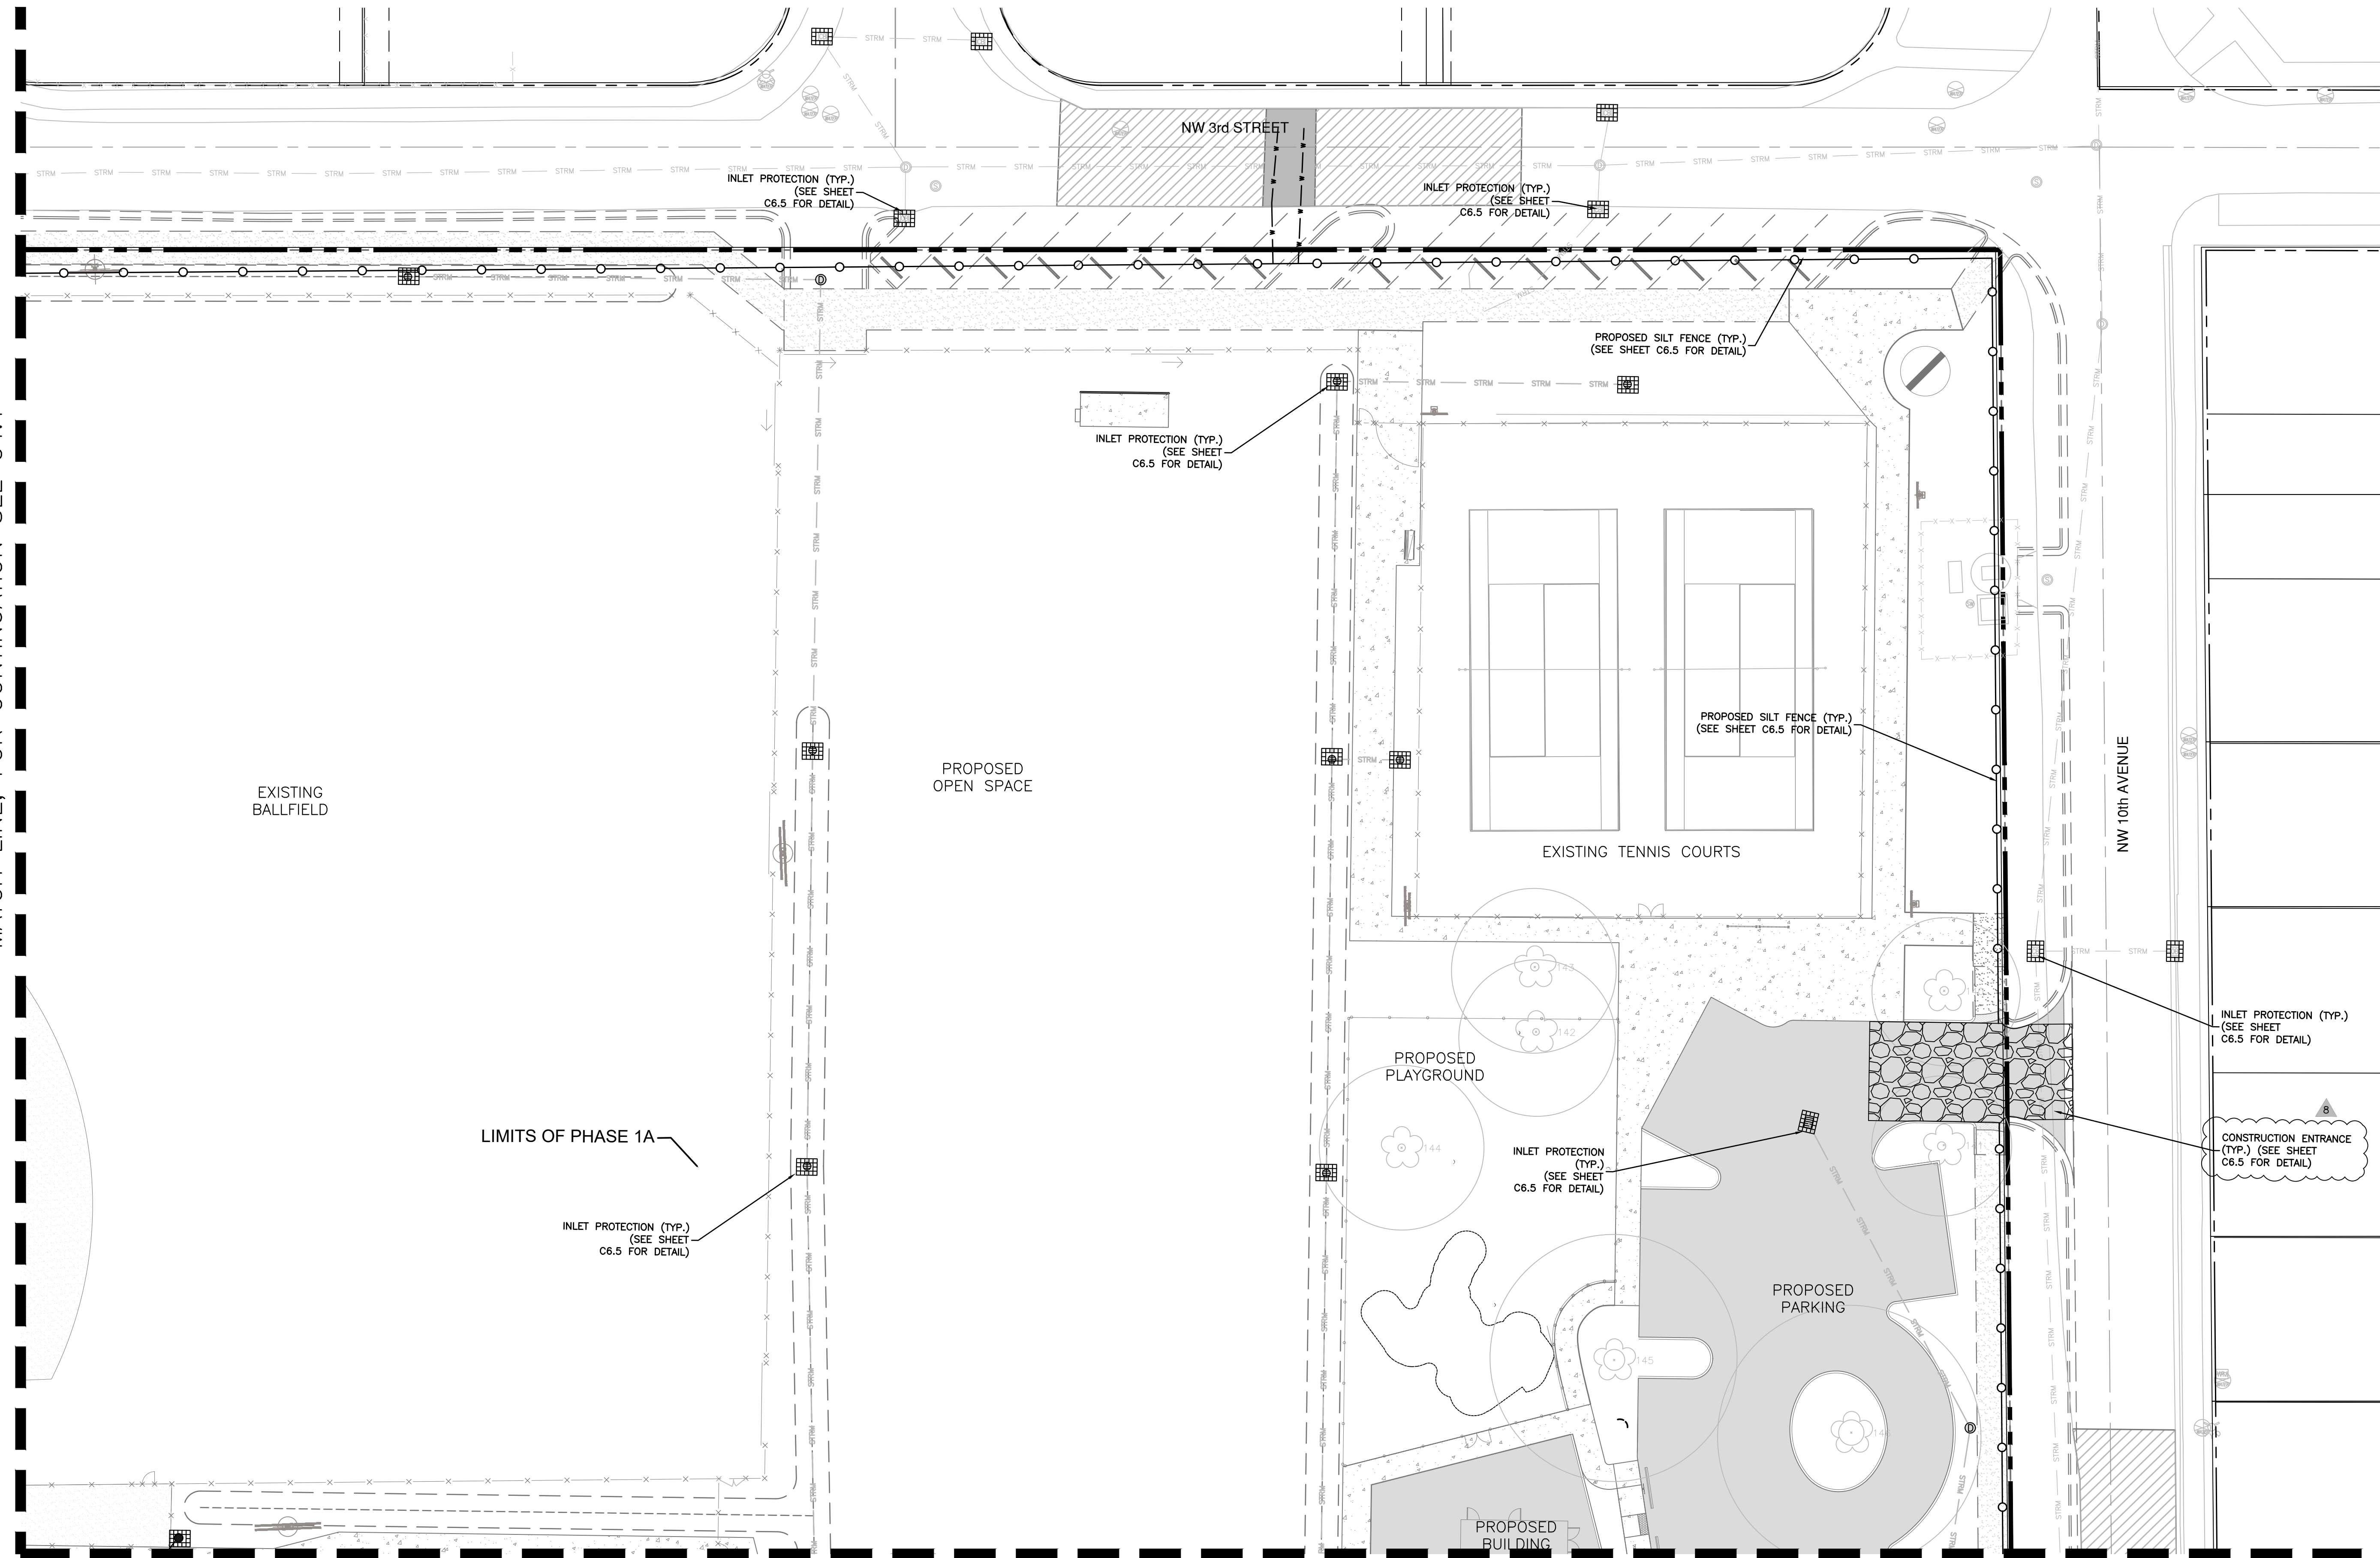 NW 3rd STREET
INLET PROTECTION (TYP.)
(SEE SHEET
C6.5 FOR DETAIL)
INLET PROTECTION (TYP.)
(SEE SHEET
C6.5 FOR DETAIL)
PROPOSED SILT FENCE (TYP.)
(SEE SHEET C6.5 FOR DETAIL)
INLET PROTECTION (TYP.)
(SEE SHEET
C6.5 FOR DETAIL)
PROPOSED SILT FENCE (TYP.)
(SEE SHEET C6.5 FOR DETAIL)
NW 10th AVENUE
EXISTING
BALLFIELD
PROPOSED
OPEN SPACE
EXISTING TENNIS COURTS
143
142
144
145
INLET PROTECTION (TYP.)
(SEE SHEET
C6.5 FOR DETAIL)
PROPOSED
PLAYGROUND
8
CONSTRUCTION ENTRANCE
(TYP.) (SEE SHEET
C6.5 FOR DETAIL)
LIMITS OF PHASE 1A
INLET PROTECTION
(TYP.)
(SEE SHEET
C6.5 FOR DETAIL)
INLET PROTECTION (TYP.)
(SEE SHEET
C6.5 FOR DETAIL)
PROPOSED
PARKING
PROPOSED
BUILDING
STRM